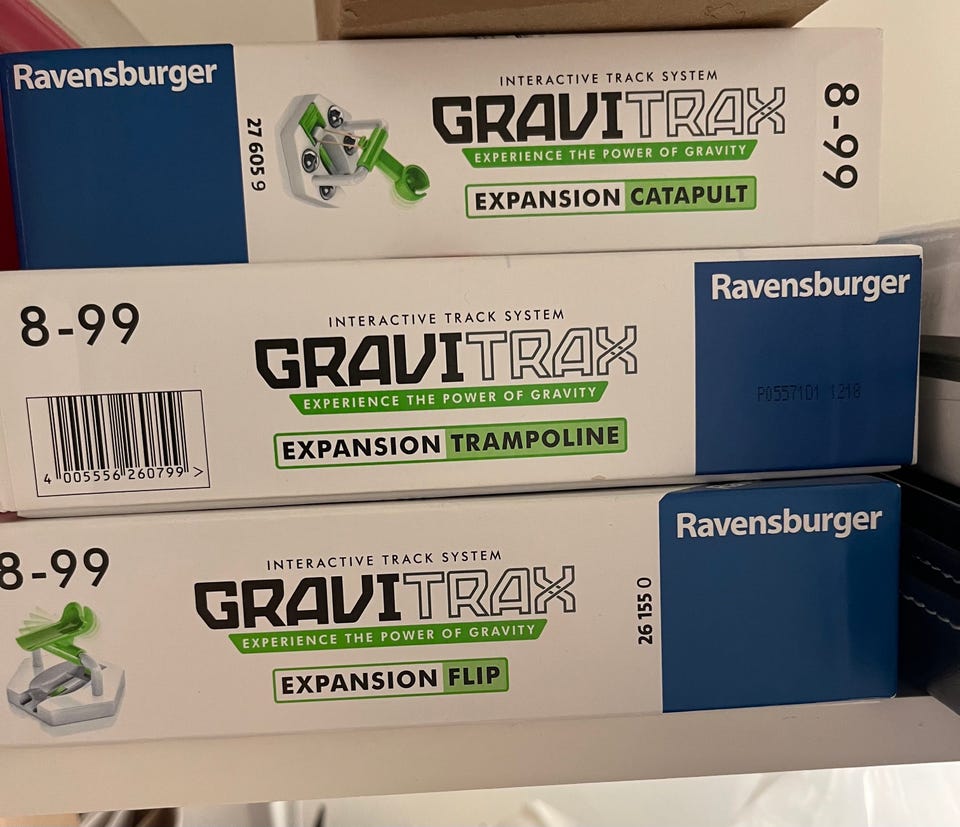 Ravensburger
27 605 9
INTERACTIVE TRACK SYSTEM
GRAVITRAX
EXPERIENCE THE POWER OF GRAVITY
EXPANSION CATAPULT
8-99
8-99
4 005556 260799 >
INTERACTIVE TRACK SYSTEM
GRAVITRAX
EXPERIENCE THE POWER OF GRAVITY
EXPANSION TRAMPOLINE
Ravensburger
P0557101 1218
8-99
INTERACTIVE TRACK SYSTEM
GRAVITRAX
EXPERIENCE THE POWER OF GRAVITY
EXPANSION FLIP
26 155 0
Ravensburger